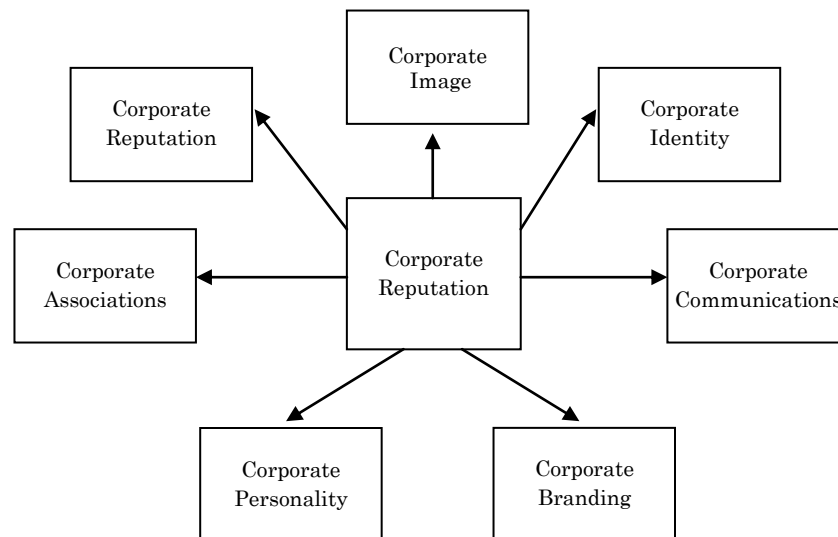 Corporate
Image
Corporate
Reputation
Corporate
Identity
Corporate
Associations
Corporate
Reputation
Corporate
Communications
Corporate
Personality
Corporate
Branding